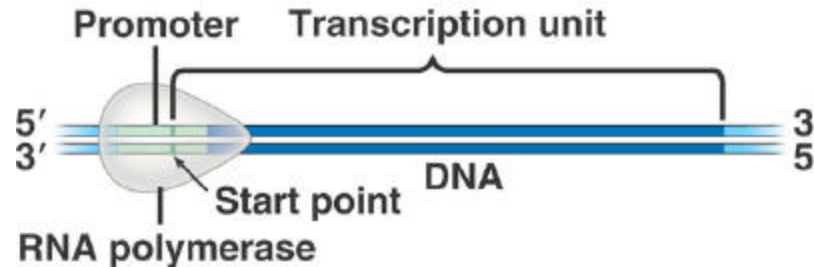 Promoter Transcription unit
5′ 3
3′ 5
DNA
Start point
RNA polymerase